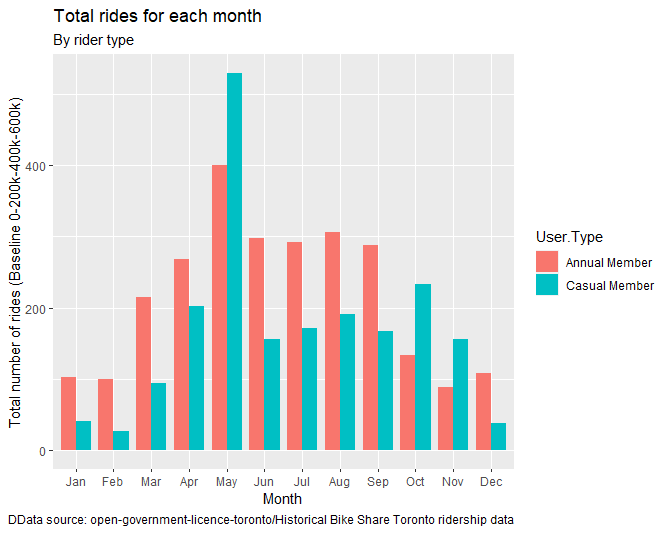 Total rides for each month
By rider type
Total number of rides (Baseline 0-200k-400k-600k)
400
200
0
Jan Feb Mar Apr May Jun Jul Aug Sep Oct Nov Dec
Month
User.Type
Annual Member
Casual Member
DData source: open-government-licence-toronto/Historical Bike Share Toronto ridership data